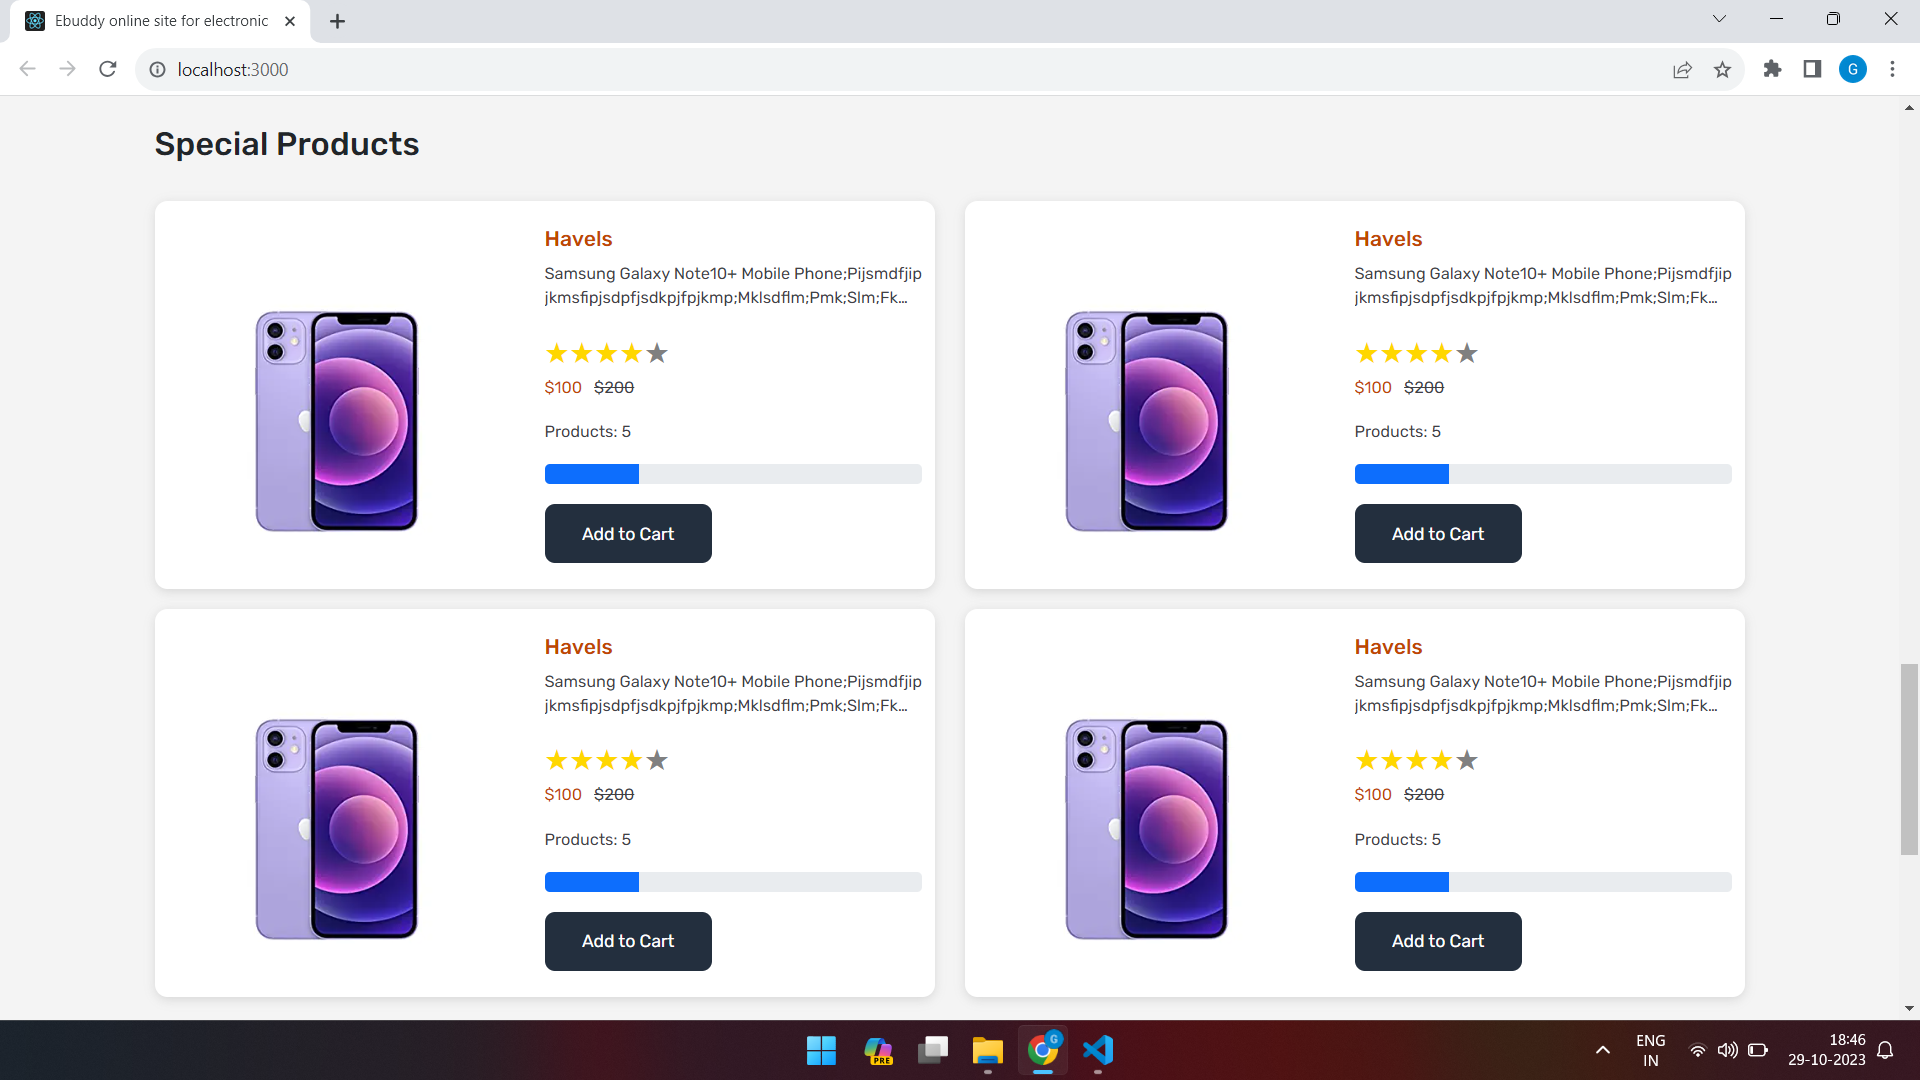 Ebuddy online site for electronic
localhost:3000
G
Special Products
Havels
Samsung Galaxy Note10+ Mobile Phone;Pijsmdfjip
jkmsfipjsdpfjsdkpjfpjkmp;Mklsdflm;Pmk;Slm;Fk...
$100 $200
Products: 5
Add to Cart
Havels
Samsung Galaxy Note10+ Mobile Phone;Pijsmdfjip
jkmsfipjsdpfjsdkpjfpjkmp;Mklsdflm;Pmk;Slm;Fk...
$100 $200
Products: 5
Add to Cart
Havels
Samsung Galaxy Note10+ Mobile Phone;Pijsmdfjip
jkmsfipjsdpfjsdkpjfpjkmp;Mklsdflm;Pmk;Slm;Fk...
$100 $200
Products: 5
Add to Cart
Havels
Samsung Galaxy Note10+ Mobile Phone;Pijsmdfjip
jkmsfipjsdpfjsdkpjfpjkmp;Mklsdflm;Pmk;Slm;Fk...
$100 $200
Products: 5
Add to Cart
PRE
G
ENG
IN
18:46
29-10-2023